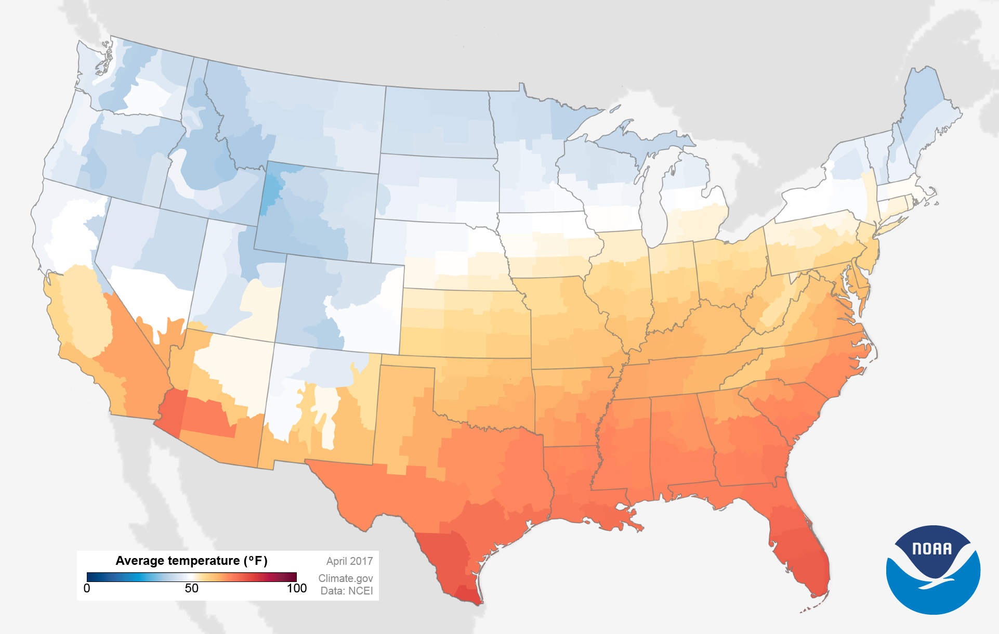 Average temperature (°F)
April 2017
0
50
100
Climate.gov
Data: NCEI
NOAA